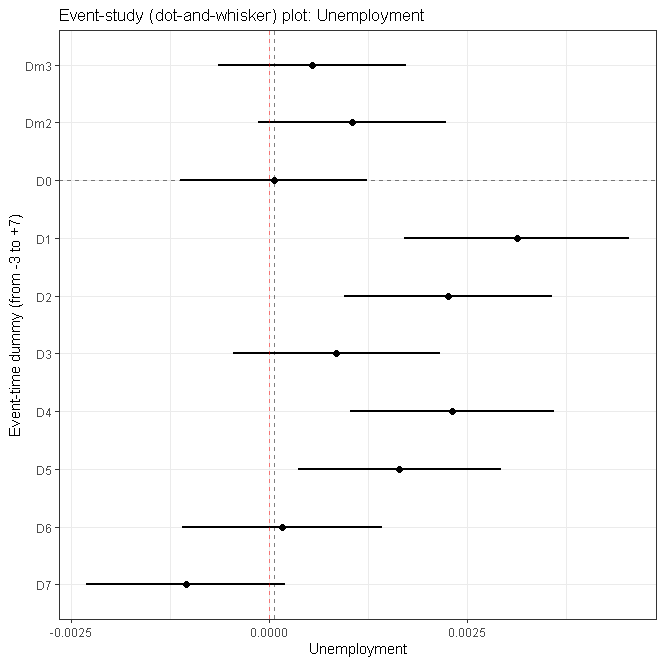 Event-study (dot-and-whisker) plot: Unemployment
Event-time dummy (from -3 to +7)
Dm3
Dm2
D0
D1
D2
D3
D4
D5
D6
D7
-0.0025
0.0000
0.0025
Unemployment